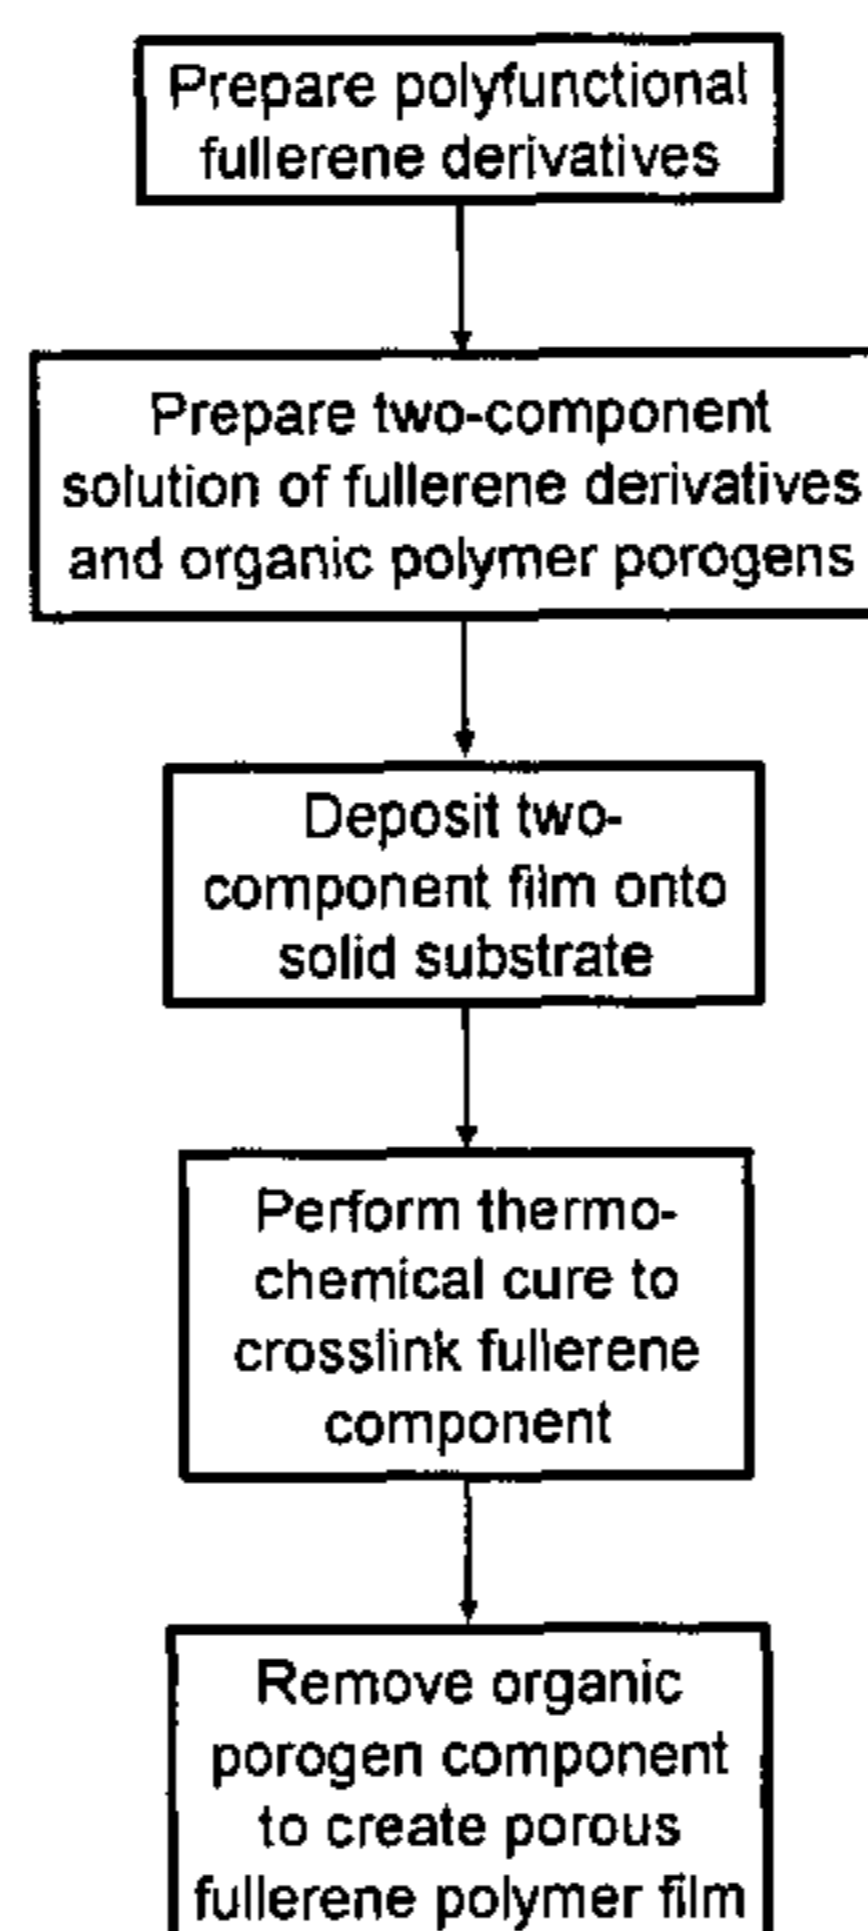 Prepare polyfunctional
fullerene derivatives
Prepare two-component
solution of fullerene derivatives
and organic polymer porogens
Deposit two-
component film onto
solid substrate
Perform thermo-
chemical cure to
crosslink fullerene
component
Remove organic
porogen component
to create porous
fullerene polymer film